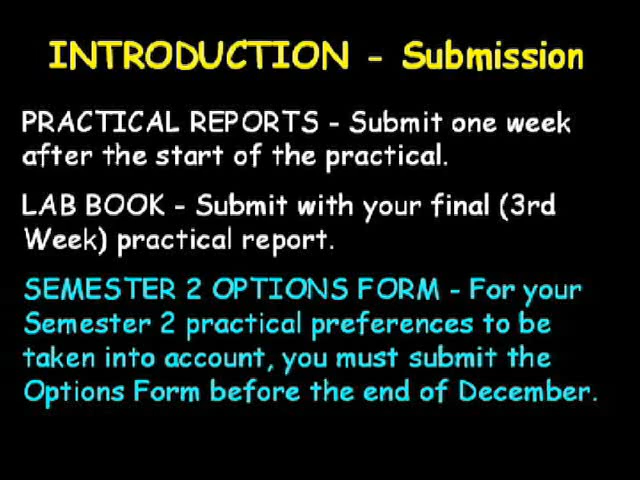 INTRODUCTION - Submission
PRACTICAL REPORTS - Submit one week
after the start of the practical.
LAB BOOK - Submit with your final (3rd
Week) practical report.
SEMESTER 2 OPTIONS FORM - For your
Semester 2 practical preferences to be
taken into account, you must submit the
Options Form before the end of December.